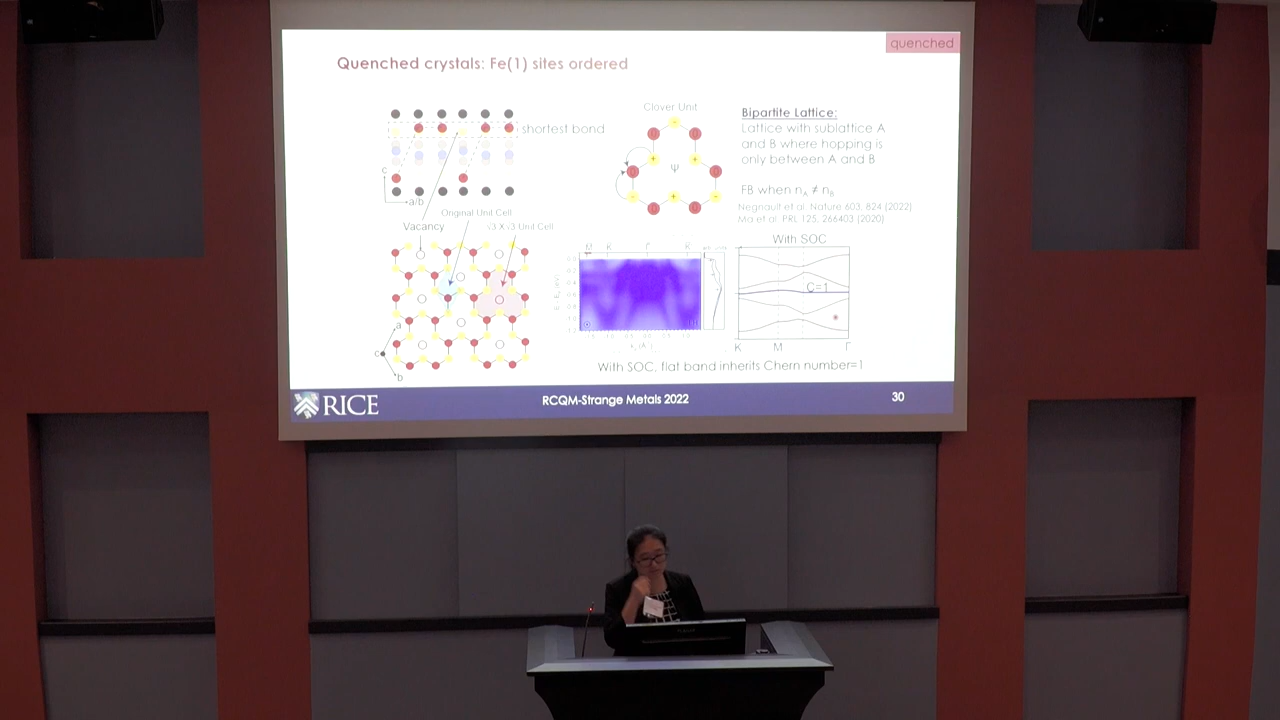 quenched
Quenched crystals: Fe(1) sites ordered
shortest bond
c
a/b
Vacancy
Original Unit Cell
√3 X √3 Unit Cell
a
c
b
Clover Unit
Ψ
Bipartite Lattice:
Lattice with sublattice A
and B where hopping is
only between A and B
FB when nA ≠ nB
Negnault et al. Nature 603, 824 (2022)
Ma et al. PRL 125, 266403 (2020)
With SOC
C=1
K M Γ
With SOC, flat band inherits Chern number=1
RICE
RCQM-Strange Metals 2022
30